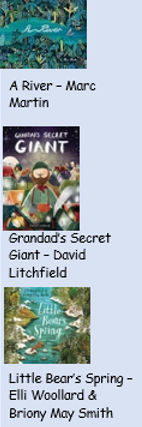 A River
A River – Marc
Martin
GRANDAD'S SECRET
GIANT
Grandad's Secret
Giant – David
Litchfield
Little Bear's
Spring
Little Bear's Spring –
Elli Woollard &
Briony May Smith